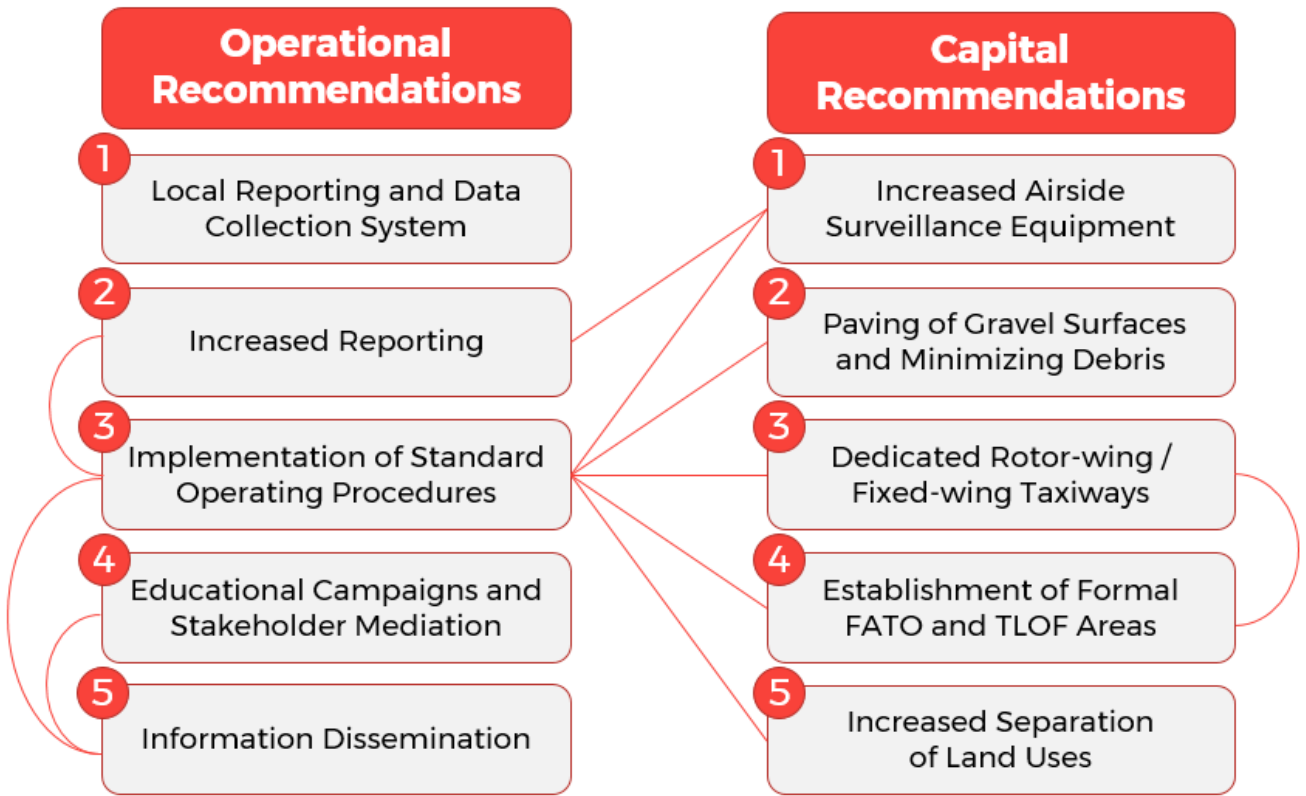 Operational
Recommendations
1
Local Reporting and Data
Collection System
2
Increased Reporting
3
Implementation of Standard
Operating Procedures
4
Educational Campaigns and
Stakeholder Mediation
5
Information Dissemination
Capital
Recommendations
1
Increased Airside
Surveillance Equipment
2
Paving of Gravel Surfaces
and Minimizing Debris
3
Dedicated Rotor-wing /
Fixed-wing Taxiways
4
Establishment of Formal
FATO and TLOF Areas
5
Increased Separation
of Land Uses